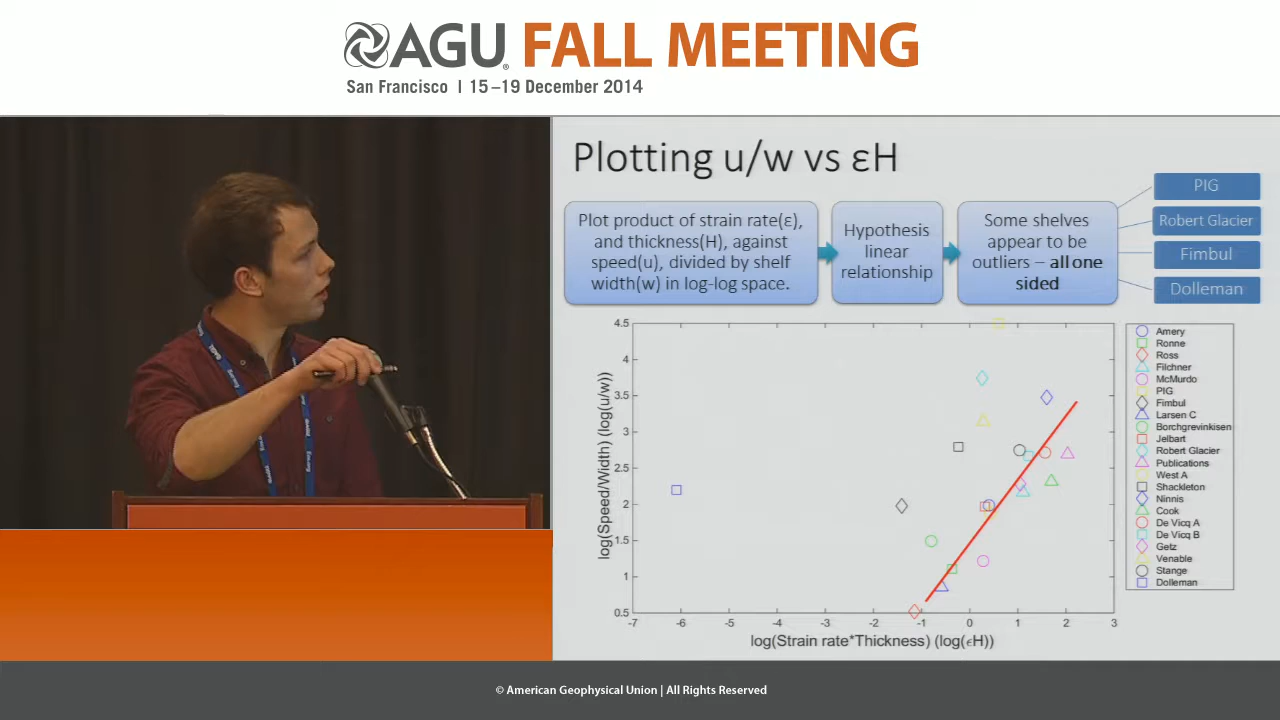 AGU FALL MEETING
San Francisco | 15–19 December 2014
Plotting u/w vs εH
Plot product of strain rate(ε),
and thickness(H), against
speed(u), divided by shelf
width(w) in log-log space.
Hypothesis
linear
relationship
Some shelves
appear to be
outliers – all one
sided
PIG
Robert Glacier
Fimbul
Dolleman
log(Speed/Width) (log(u/w))
4.5
4
3.5
3
2.5
2
1.5
1
0.5
-7 -6 -5 -4 -3 -2 -1 0 1 2 3
log(Strain rate*Thickness) (log(ϵH))
Amery
Ronne
Ross
Filchner
McMurdo
PIG
Fimbul
Larsen C
Borchgrevinkisen
Jelbart
Robert Glacier
Publications
West A
Shackleton
Ninnis
Cook
De Vicq A
De Vicq B
Getz
Venable
Stange
Dolleman
© American Geophysical Union | All Rights Reserved